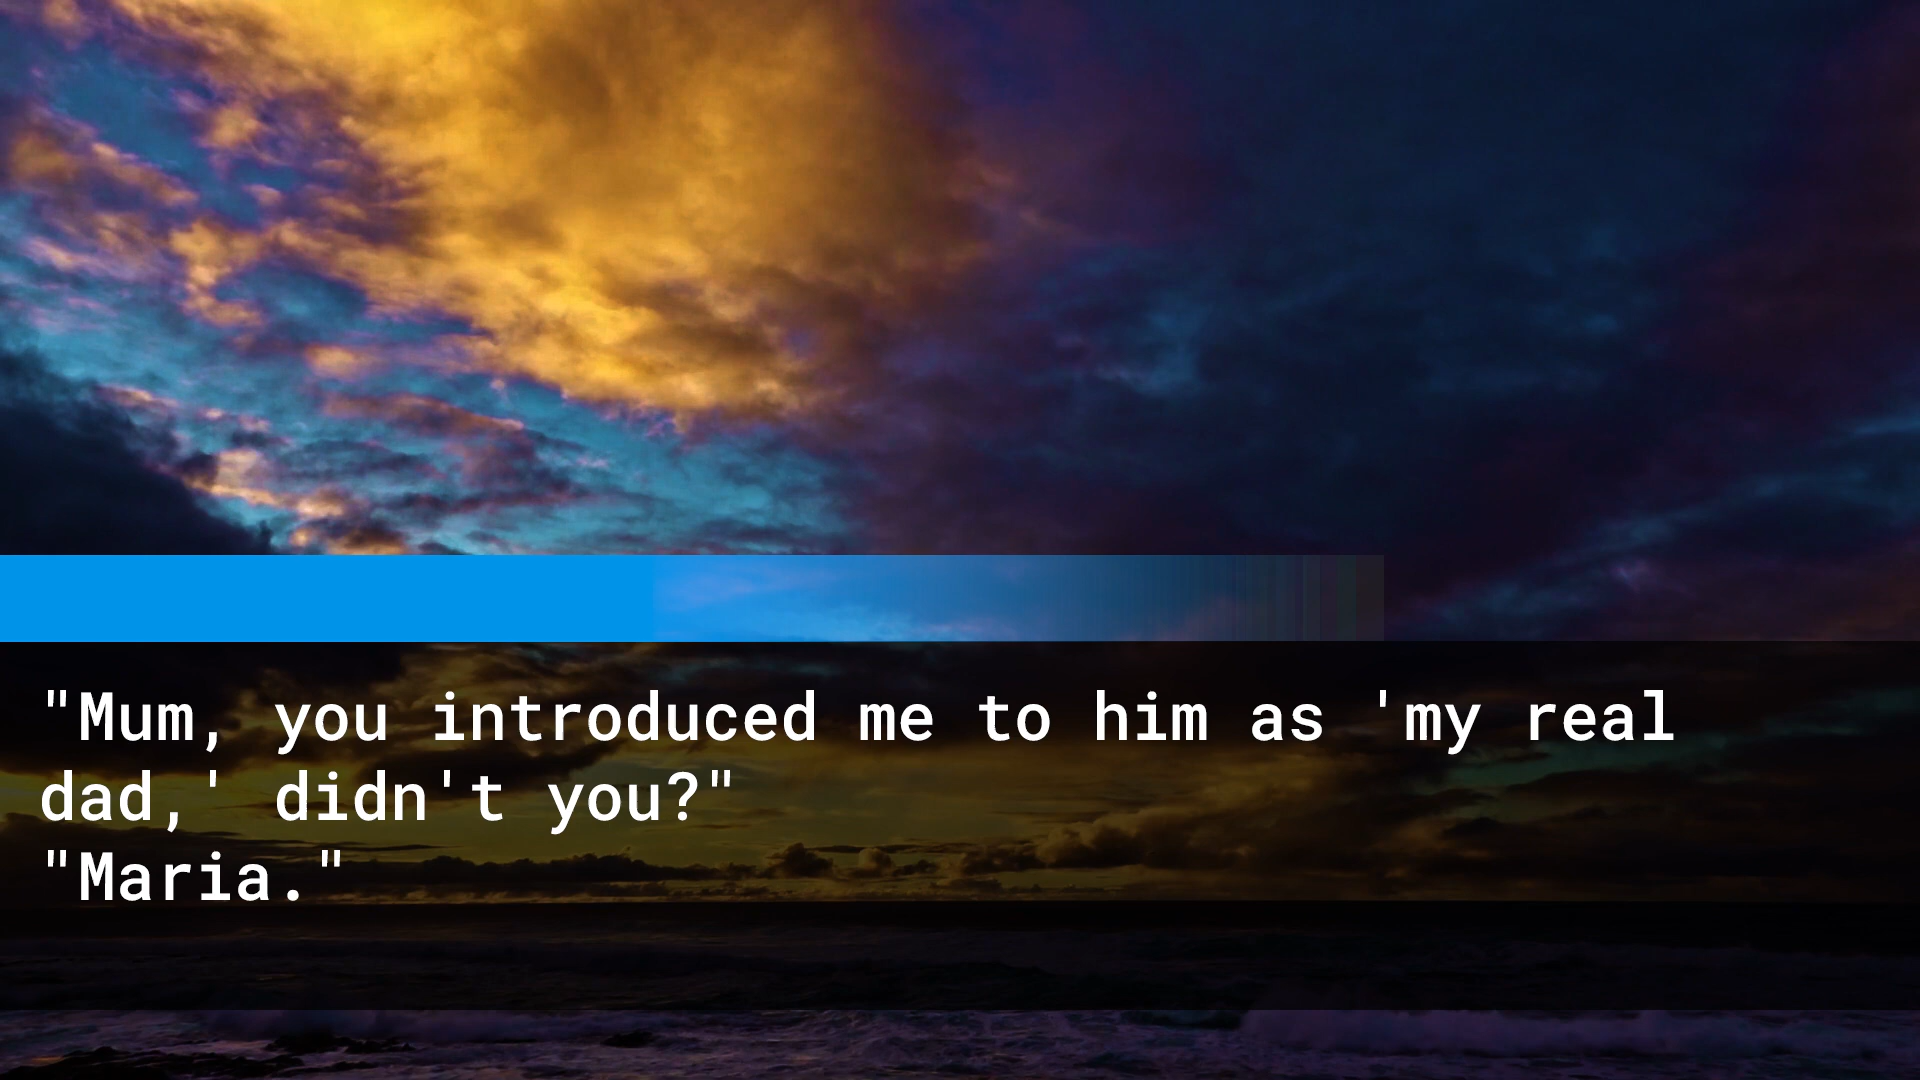 "Mum, you introduced me to him as 'my real
dad,' didn't you?"
"Maria."